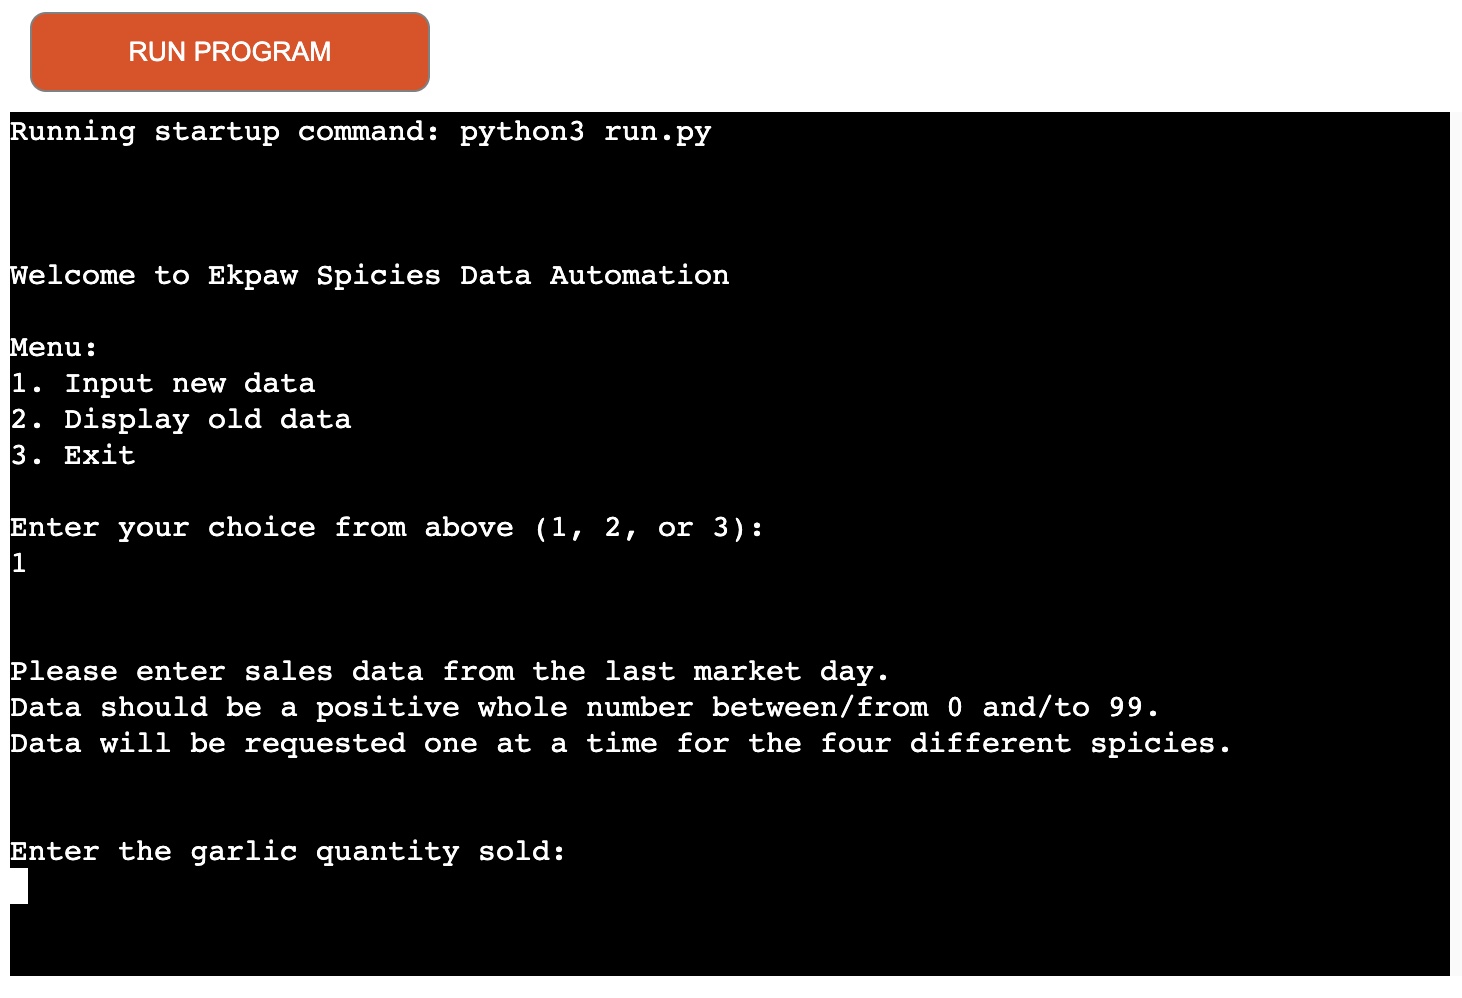 RUN PROGRAM
Running startup command: python3 run.py
Welcome to Ekpaw Spicies Data Automation
Menu:
1. Input new data
2. Display old data
3. Exit
Enter your choice from above (1, 2, or 3):
1
Please enter sales data from the last market day.
Data should be a positive whole number between/from 0 and/to 99.
Data will be requested one at a time for the four different spicies.
Enter the garlic quantity sold: